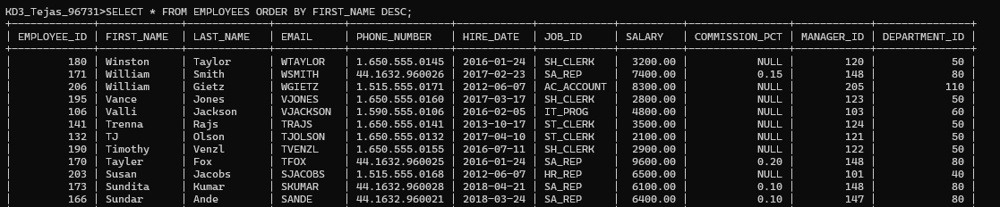 KD3_Tejas_96731>SELECT * FROM EMPLOYEES ORDER BY FIRST_NAME DESC;
| EMPLOYEE_ID | FIRST_NAME | LAST_NAME | EMAIL | PHONE_NUMBER | HIRE_DATE | JOB_ID | SALARY | COMMISSION_PCT | MANAGER_ID | DEPARTMENT_ID |
| 180 | Winston | Taylor | WTAYLOR | 1.650.555.0145 | 2016-01-24 | SH_CLERK | 3200.00 | NULL | 120 | 50 |
| 171 | William | Smith | WSMITH | 44.1632.960026 | 2017-02-23 | SA_REP | 7400.00 | 0.15 | 148 | 80 |
| 206 | William | Gietz | WGIETZ | 1.515.555.0171 | 2012-06-07 | AC_ACCOUNT | 8300.00 | NULL | 205 | 110 |
| 195 | Vance | Jones | VJONES | 1.650.555.0160 | 2017-03-17 | SH_CLERK | 2800.00 | NULL | 123 | 50 |
| 106 | Valli | Jackson | VJACKSON | 1.590.555.0106 | 2016-02-05 | IT_PROG | 4800.00 | NULL | 103 | 60 |
| 141 | Trenna | Rajs | TRAJS | 1.650.555.0141 | 2013-10-17 | ST_CLERK | 3500.00 | NULL | 124 | 50 |
| 132 | TJ | Olson | TJOLSON | 1.650.555.0132 | 2017-04-10 | ST_CLERK | 2100.00 | NULL | 121 | 50 |
| 190 | Timothy | Venzl | TVENZL | 1.650.555.0155 | 2016-07-11 | SH_CLERK | 2900.00 | NULL | 122 | 50 |
| 170 | Tayler | Fox | TFOX | 44.1632.960025 | 2016-01-24 | SA_REP | 9600.00 | 0.20 | 148 | 80 |
| 203 | Susan | Jacobs | SJACOBS | 1.515.555.0168 | 2012-06-07 | HR_REP | 6500.00 | NULL | 101 | 40 |
| 173 | Sundita | Kumar | SKUMAR | 44.1632.960028 | 2018-04-21 | SA_REP | 6100.00 | 0.10 | 148 | 80 |
| 166 | Sundar | Ande | SANDE | 44.1632.960021 | 2018-03-24 | SA_REP | 6400.00 | 0.10 | 147 | 80 |